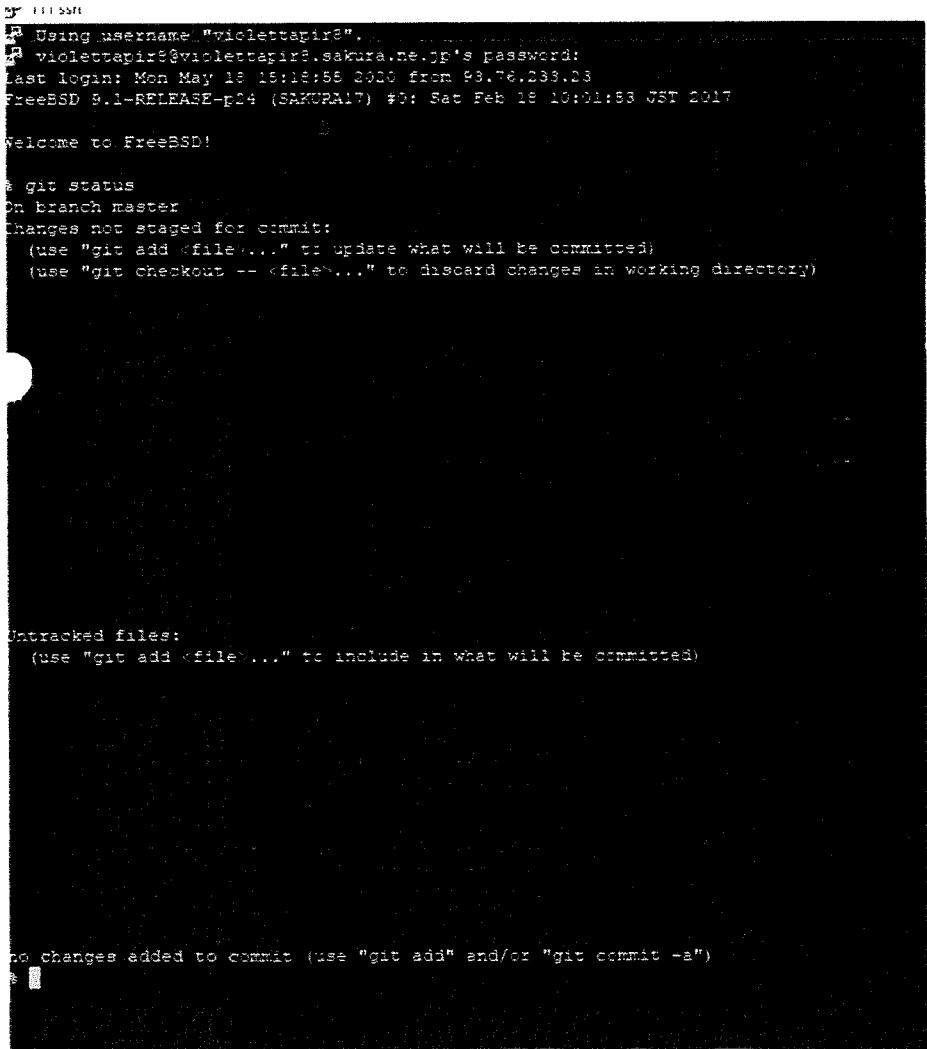 Using username "violettapir8".
violettapir8@violettapir8.sakura.ne.jp's password:
Last login: Mon May 18 15:18:55 2020 from 93.76.233.23
FreeBSD 9.1-RELEASE-p24 (SAKURA17) #0: Sat Feb 18 10:01:53 JST 2017
Welcome to FreeBSD!
% git status
On branch master
Changes not staged for commit:
(use "git add <file>..." to update what will be committed)
(use "git checkout -- <file>..." to discard changes in working directory)
Untracked files:
(use "git add <file>..." to include in what will be committed)
no changes added to commit (use "git add" and/or "git commit -a")
%